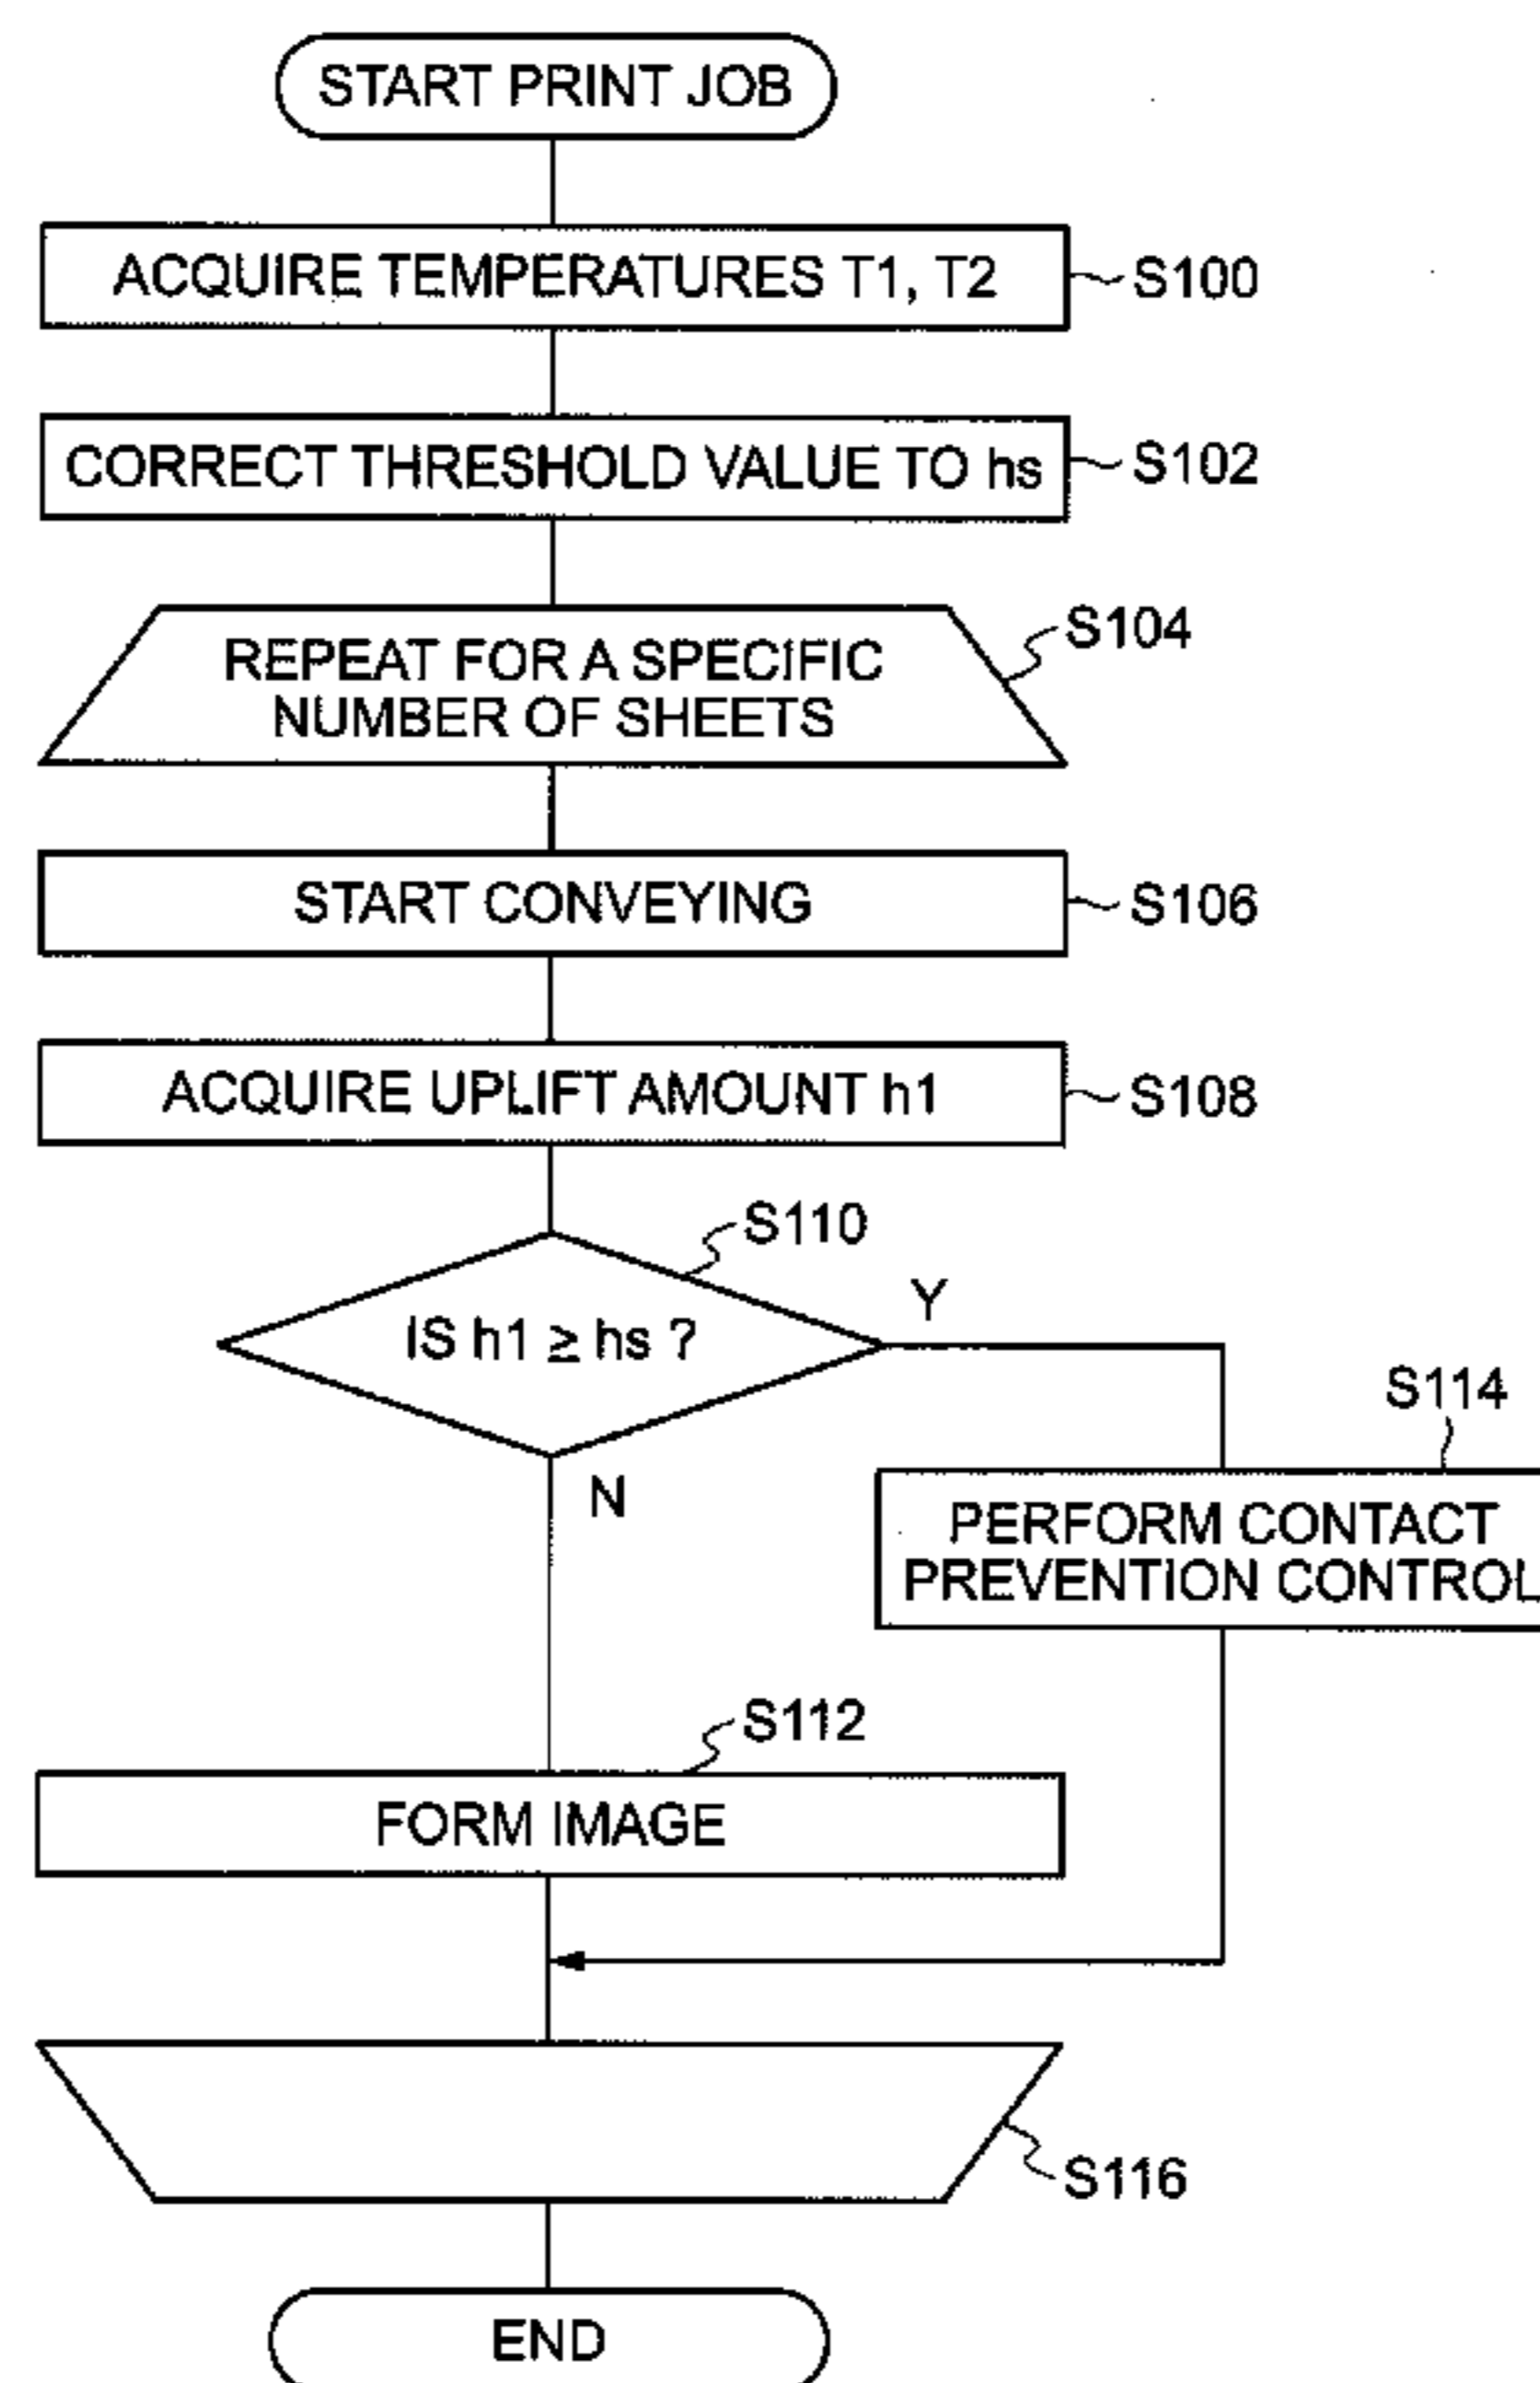 START PRINT JOB
ACQUIRE TEMPERATURES T1, T2
S100
CORRECT THRESHOLD VALUE TO hs
S102
REPEAT FOR A SPECIFIC
NUMBER OF SHEETS
S104
START CONVEYING
S106
ACQUIRE UPLIFT AMOUNT h1
S108
S110
IS h1 ≥ hs ?
Y
N
S114
PERFORM CONTACT
PREVENTION CONTROL
S112
FORM IMAGE
S116
END